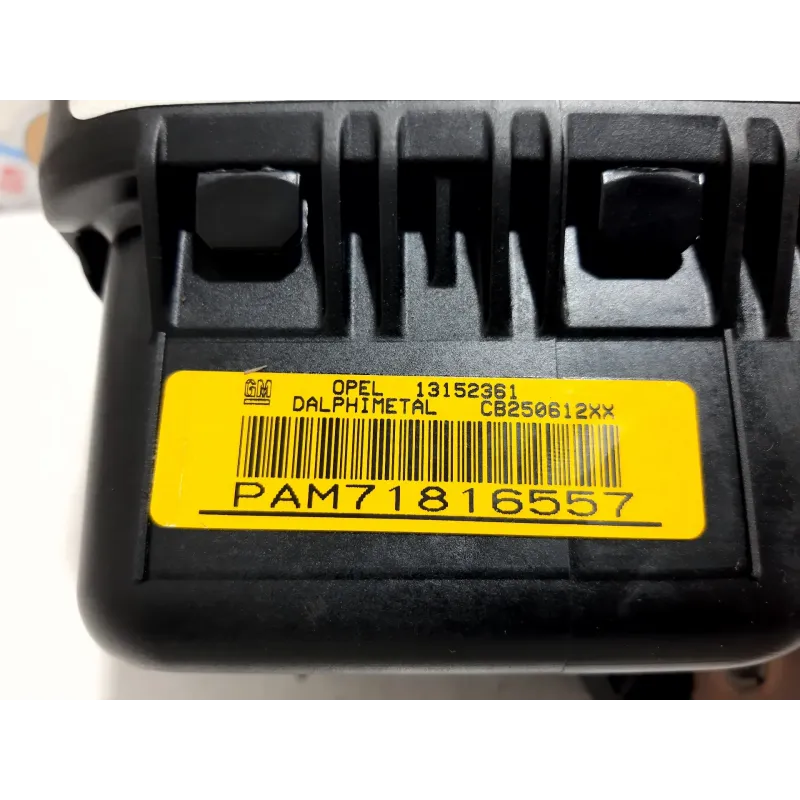 GM OPEL 13152361
DALPHIMETAL CB250612XX
PAM71816557